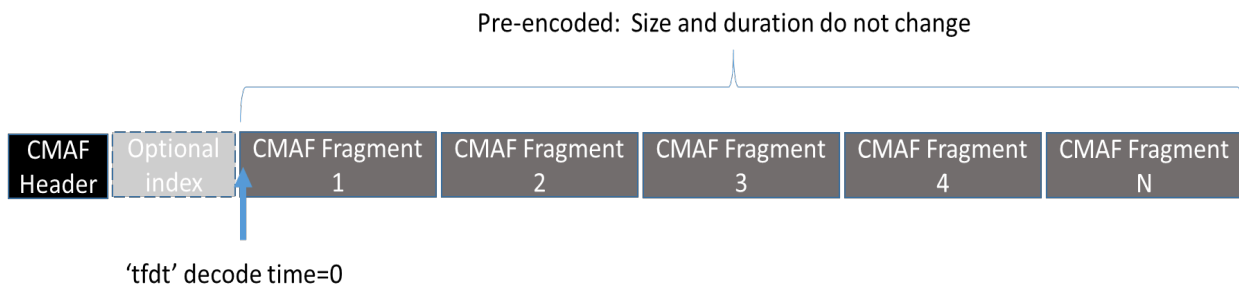 Pre-encoded: Size and duration do not change
CMAF
Header
Optional
index
CMAF Fragment
1
CMAF Fragment
2
CMAF Fragment
3
CMAF Fragment
4
CMAF Fragment
N
‘tfdt’ decode time=0